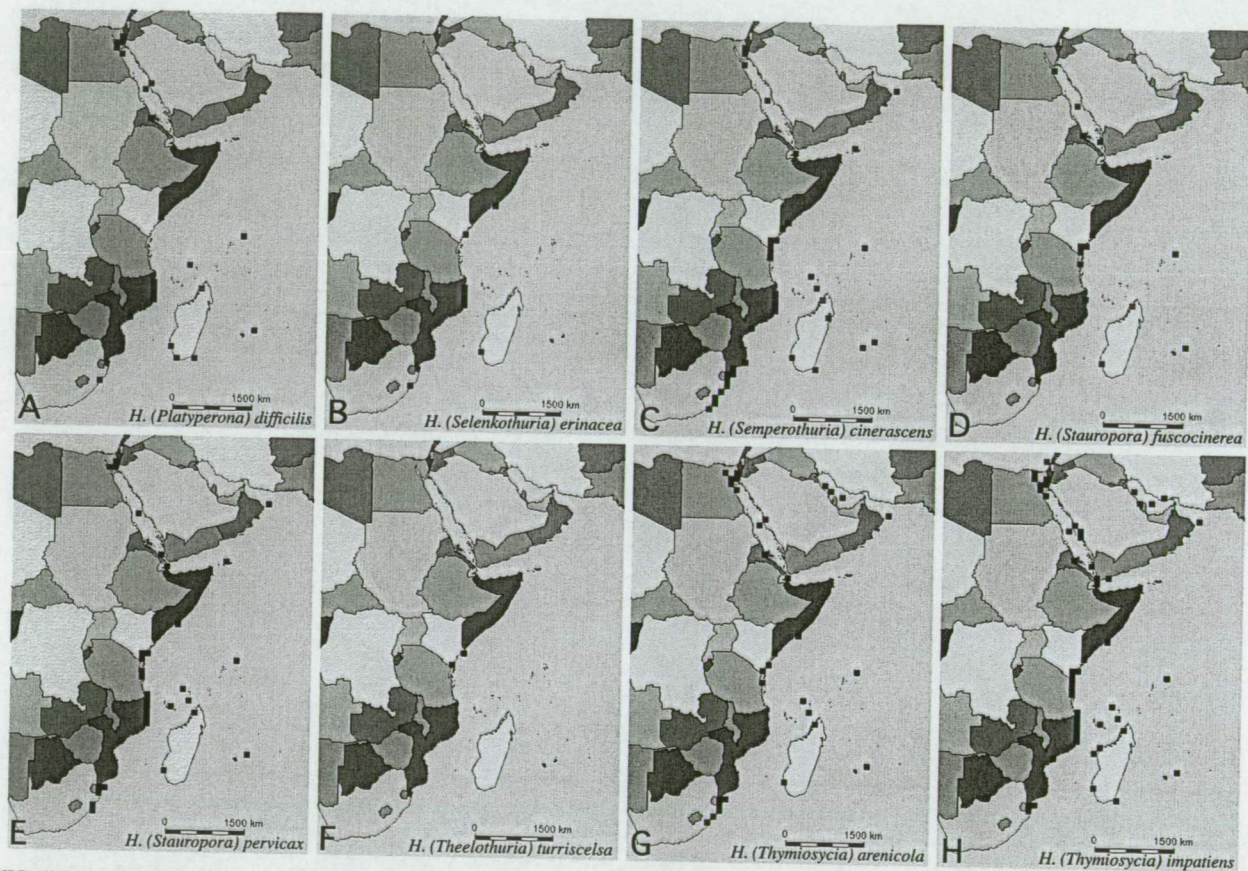 A
0 1500 km
H. (Platyperona) difficilis
B
0 1500 km
H. (Selenkothuria) erinacea
C
0 1500 km
H. (Semperothuria) cinerascens
D
0 1500 km
H. (Stauropora) fuscocinerea
E
0 1500 km
H. (Stauropora) pervicax
F
0 1500 km
H. (Theelothuria) turriscelsa
G
0 1500 km
H. (Thymiosycia) arenicola
H
0 1500 km
H. (Thymiosycia) impatiens